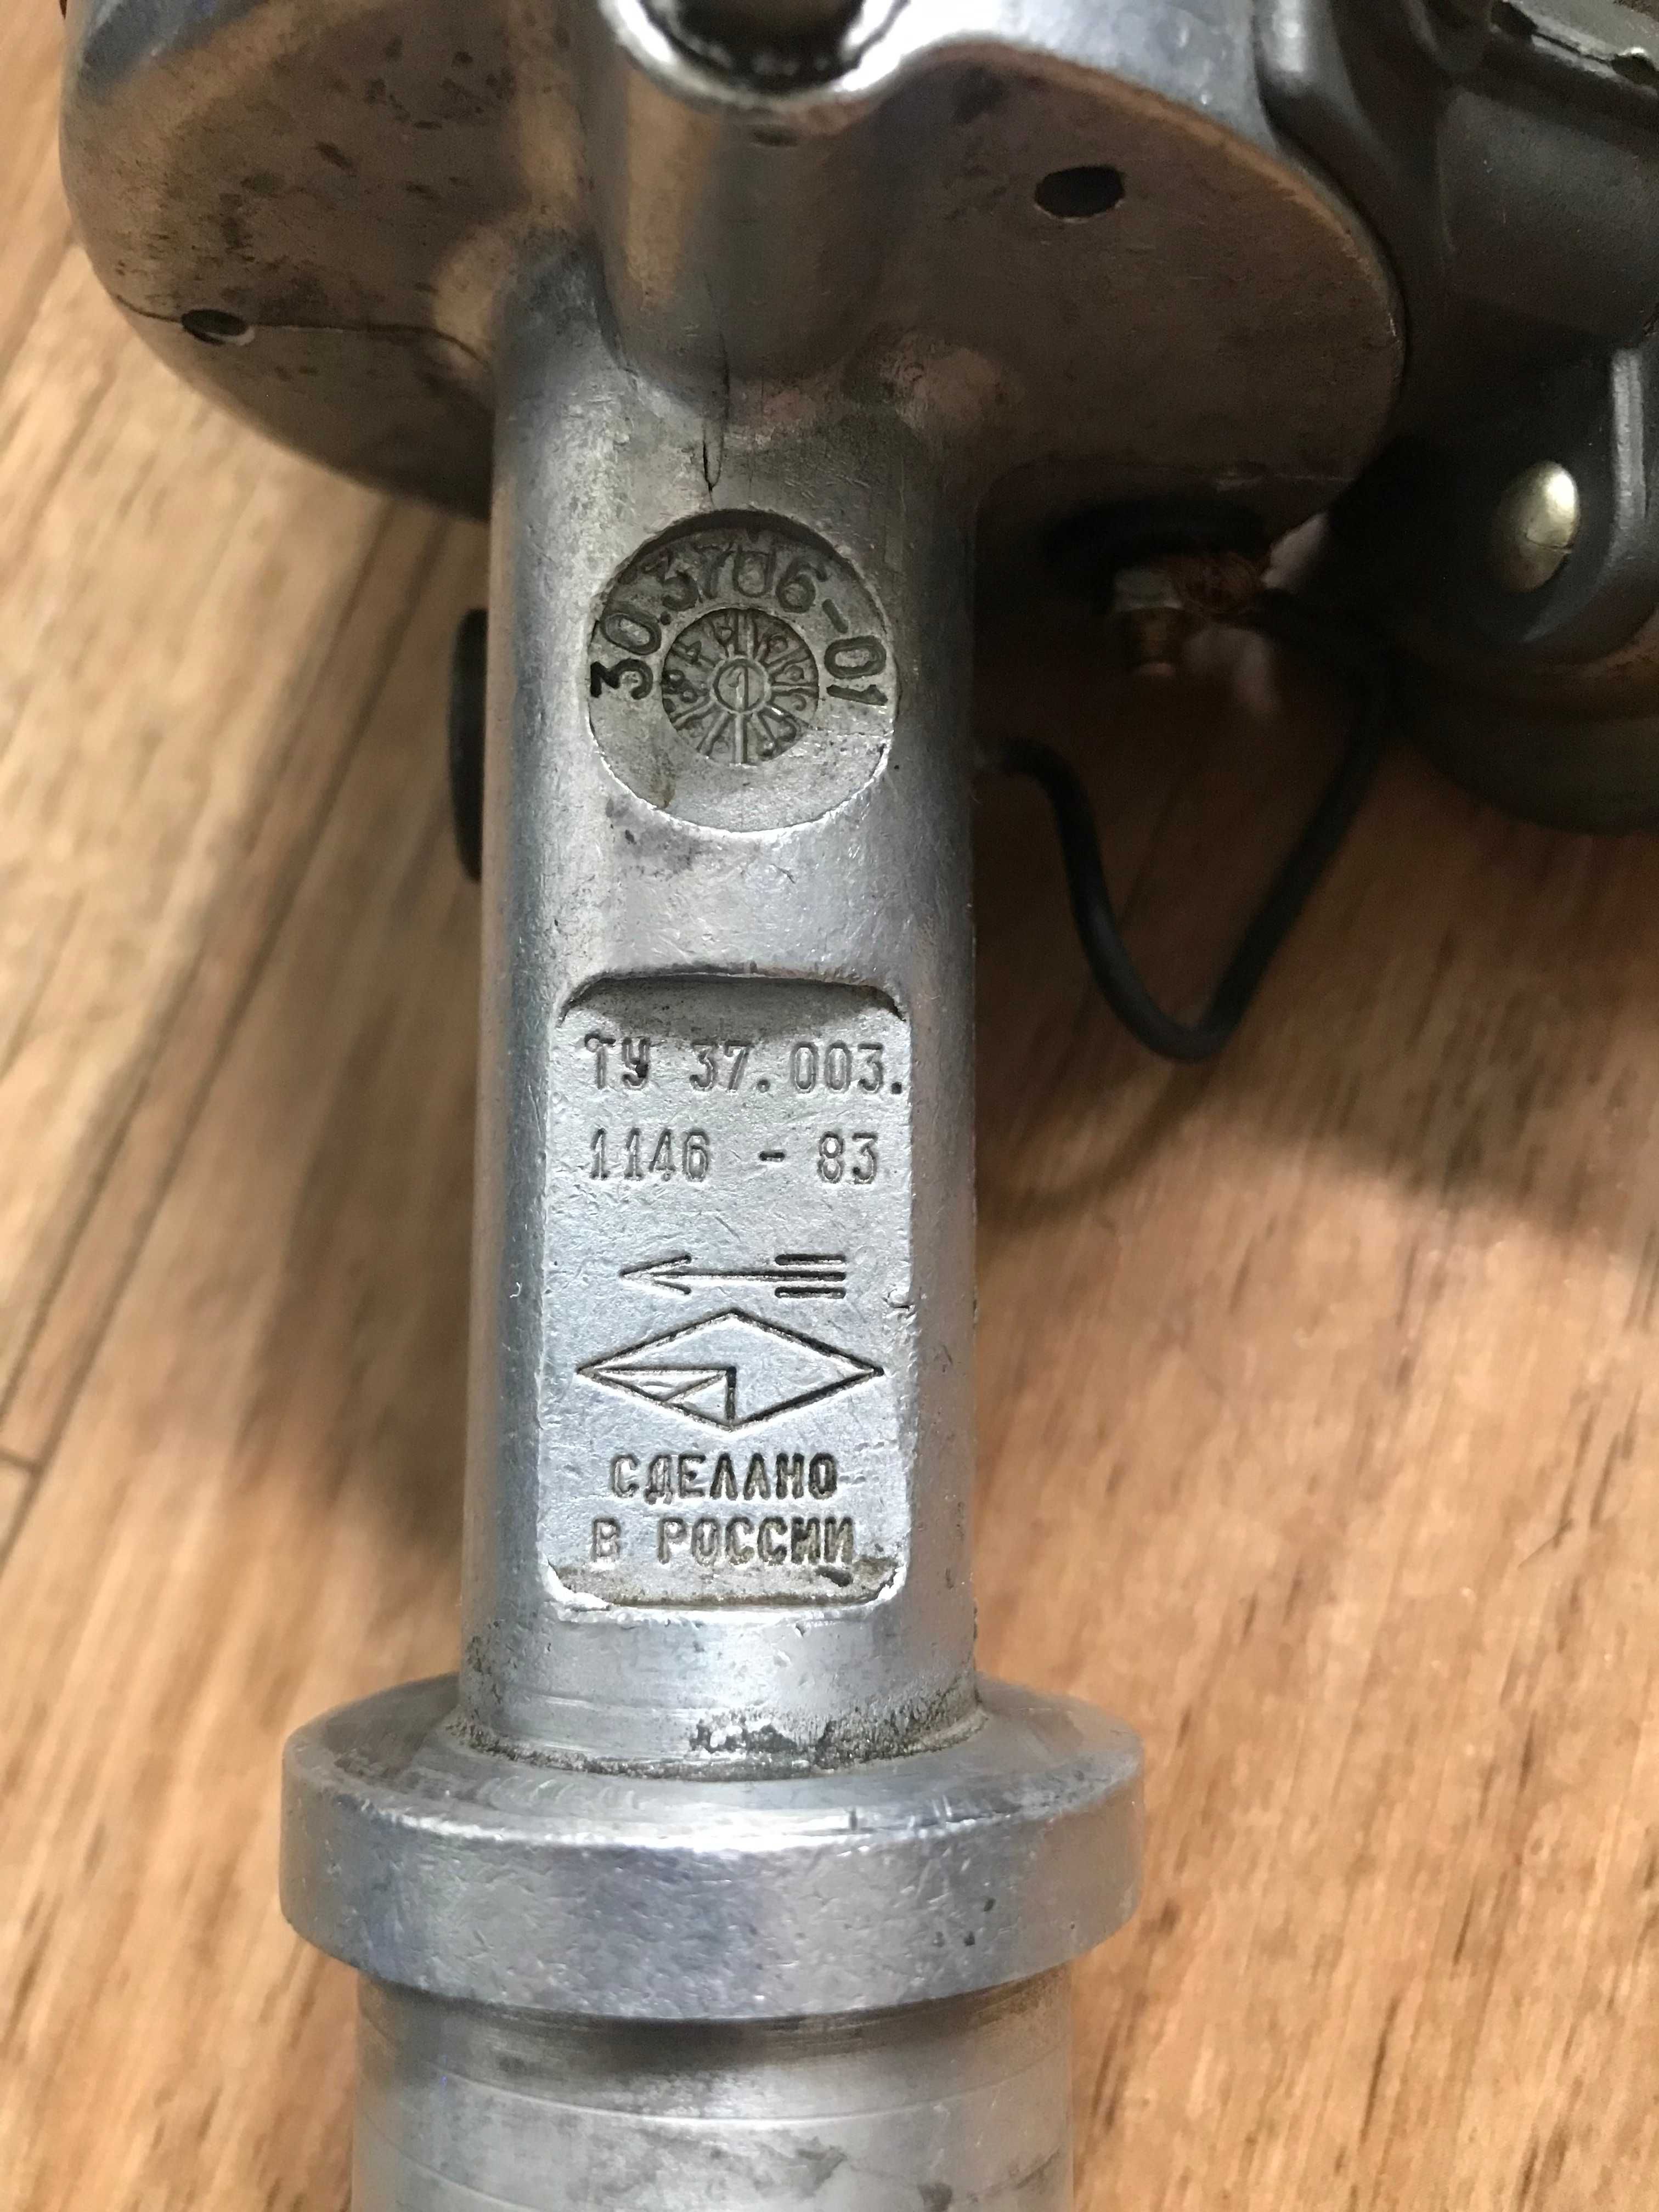 30.3706-01
ТУ 37.003.
1146 - 83
СДЕЛАНО
В РОССИИ